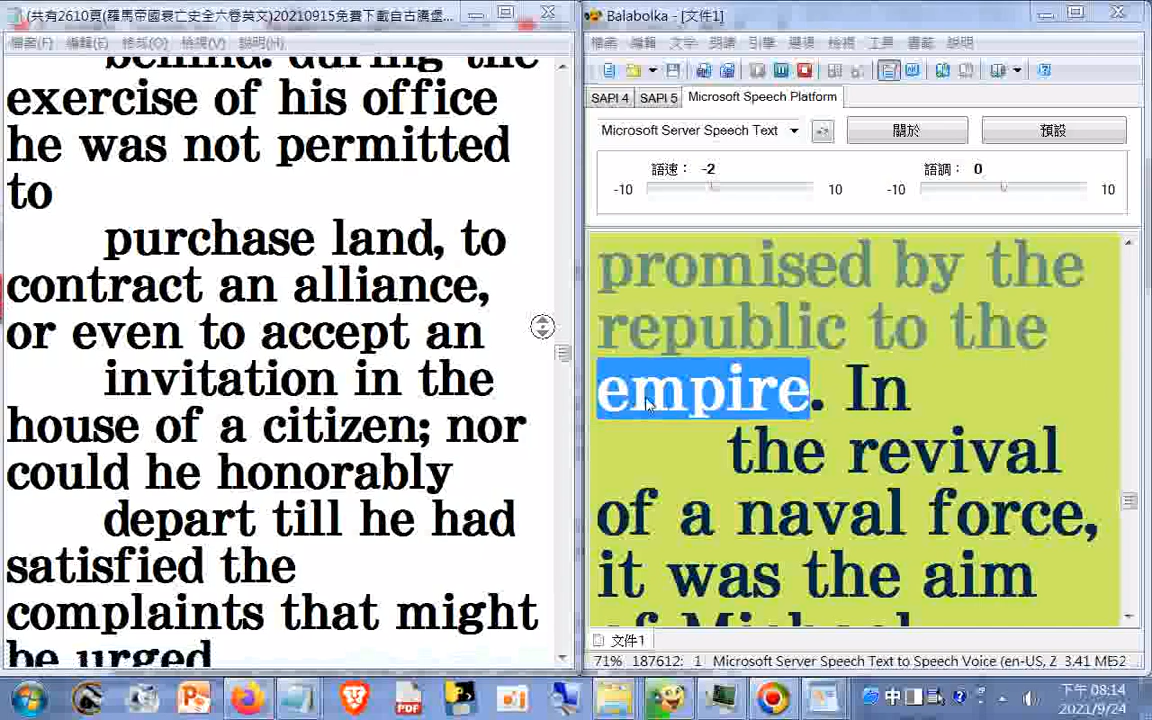 (共有2610頁(羅馬帝國衰亡史全六卷英文)20210915免費下載自古騰堡...
檔案(F) 編輯(E) 格式(O) 檢視(V) 說明(H)
behind: during the
exercise of his office
he was not permitted
to
purchase land, to
contract an alliance,
or even to accept an
invitation in the
house of a citizen; nor
could he honorably
depart till he had
satisfied the
complaints that might
be urged
Balabolka - [文件1]
檔案 編輯 文字 朗讀 引擎 選項 檢視 工具 書籤 說明
SAPI 4 SAPI 5 Microsoft Speech Platform
Microsoft Server Speech Text 關於 預設
語速: -2 語調: 0
-10 10 -10 10
promised by the
republic to the
empire. In
the revival
of a naval force,
it was the aim
of Michael
文件1
71% 187612: 1 Microsoft Server Speech Text to Speech Voice (en-US, Z 3.41 ME52
PDF
中
下午 08:14
2021/9/24